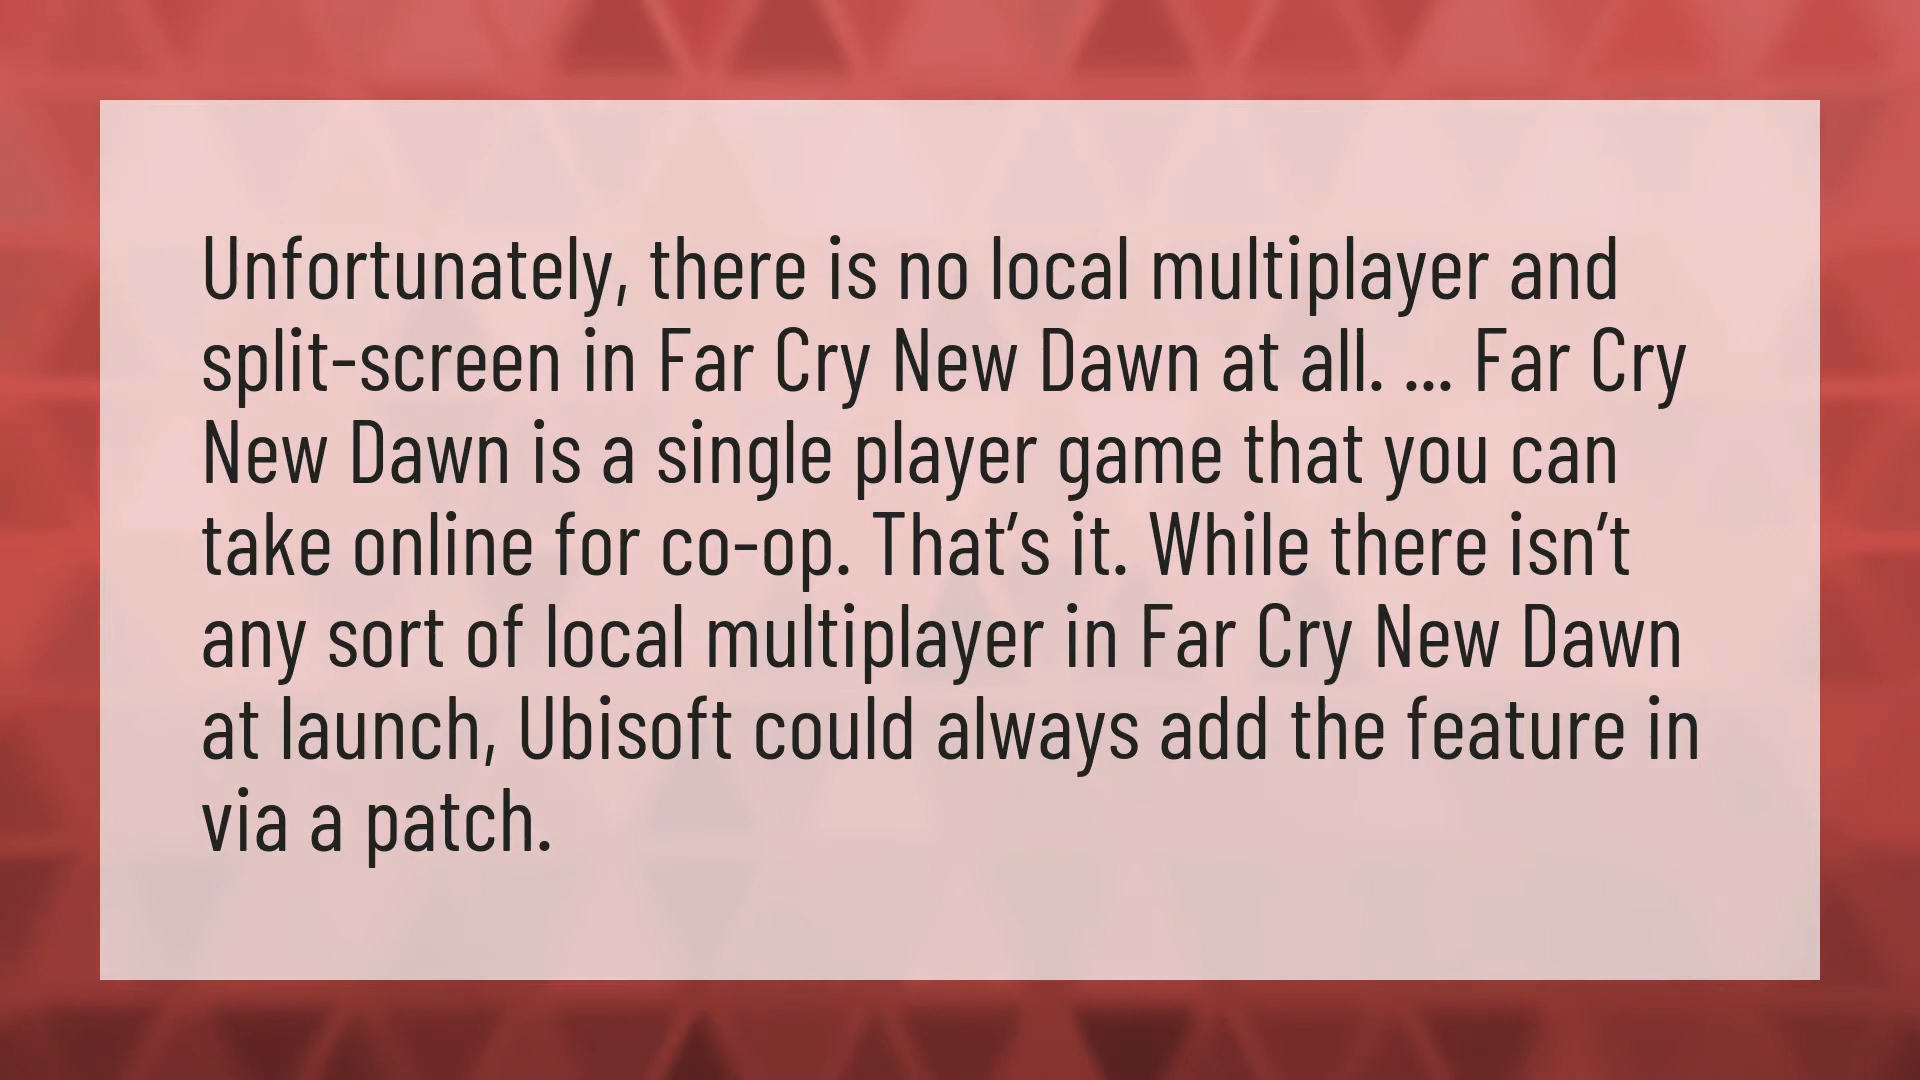 Unfortunately, there is no local multiplayer and
split-screen in Far Cry New Dawn at all. ... Far Cry
New Dawn is a single player game that you can
take online for co-op. That’s it. While there isn’t
any sort of local multiplayer in Far Cry New Dawn
at launch, Ubisoft could always add the feature in
via a patch.